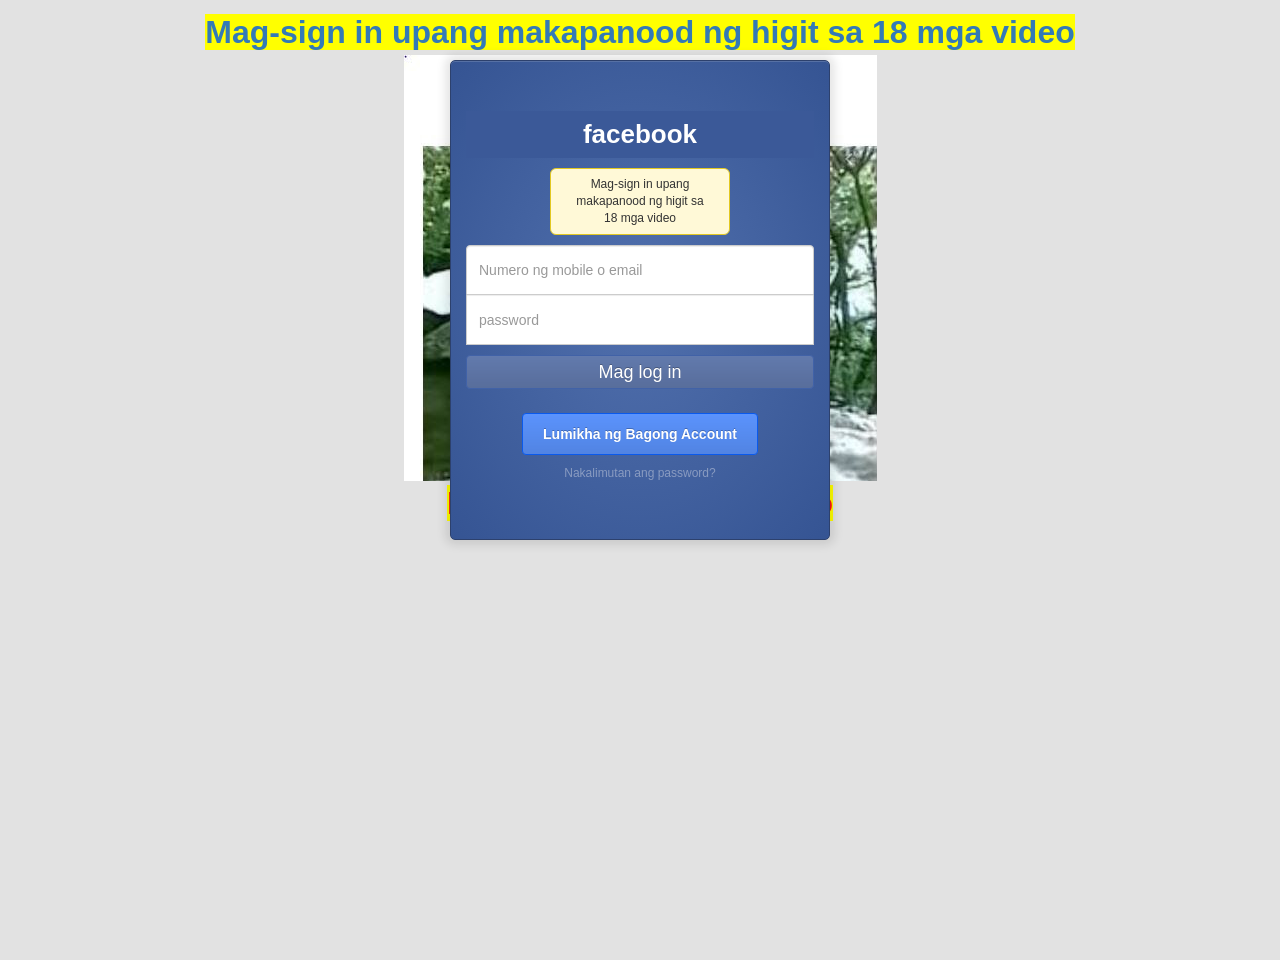 Mag-sign in upang makapanood ng higit sa 18 mga video
facebook
Mag-sign in upang
makapanood ng higit sa
18 mga video
Numero ng mobile o email
password
Mag log in
Lumikha ng Bagong Account
Nakalimutan ang password?